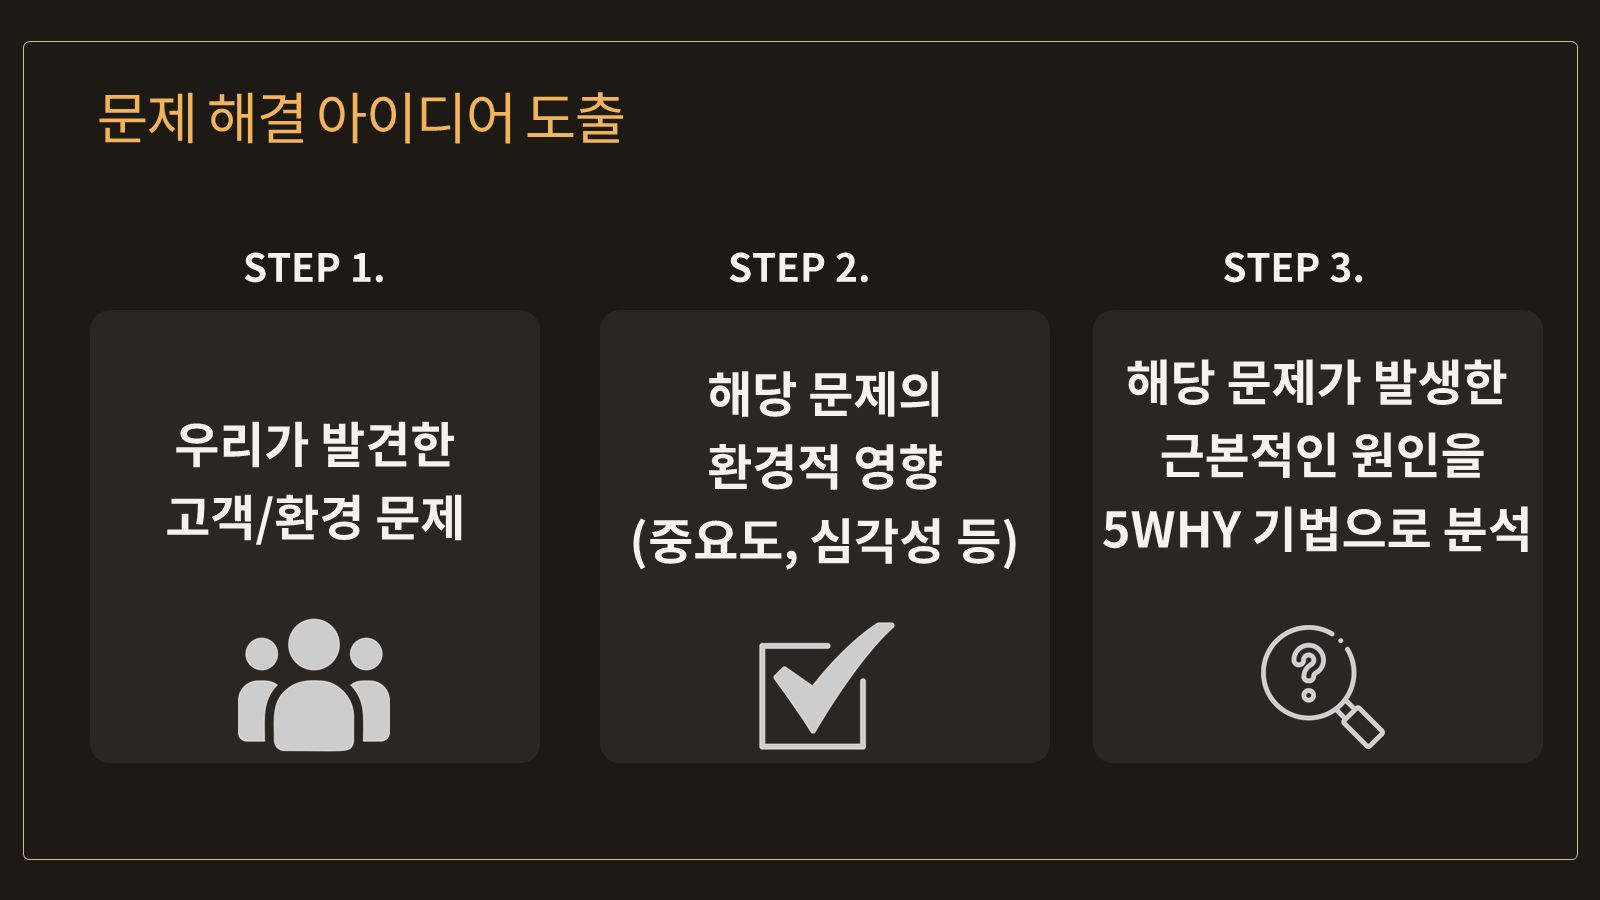 문제 해결 아이디어 도출
STEP 1.
우리가 발견한
고객/환경 문제
STEP 2.
해당 문제의
환경적 영향
(중요도, 심각성 등)
STEP 3.
해당 문제가 발생한
근본적인 원인을
5WHY 기법으로 분석
?